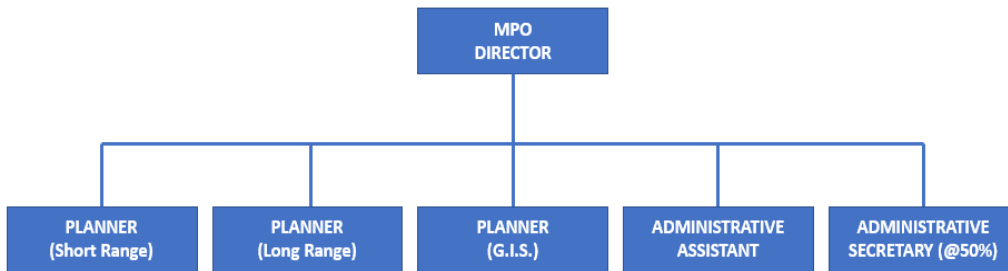 MPO
DIRECTOR
PLANNER
(Short Range)
PLANNER
(Long Range)
PLANNER
(G.I.S.)
ADMINISTRATIVE
ASSISTANT
ADMINISTRATIVE
SECRETARY (@50%)